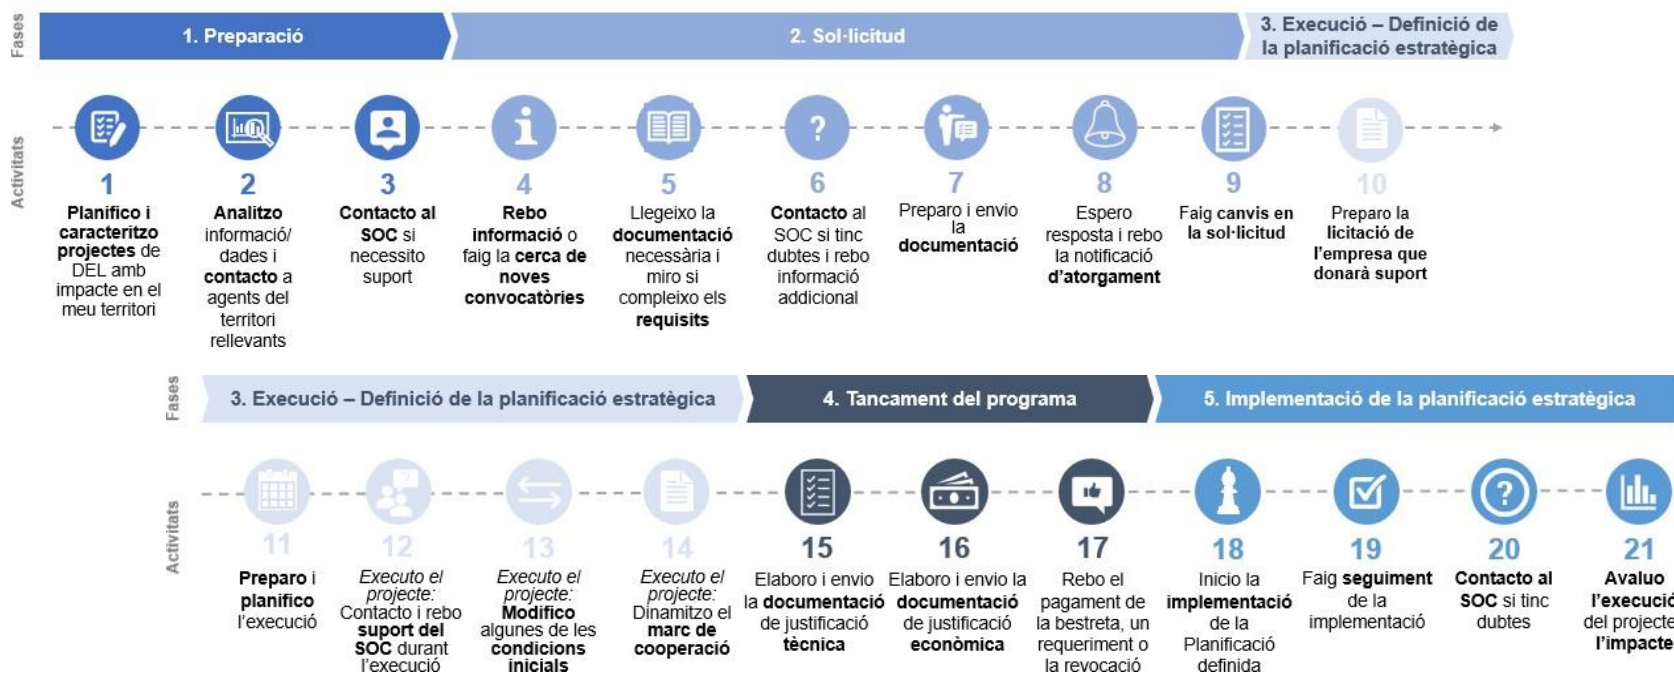 Fases
1. Preparació
2. Sol·licitud
3. Execució – Definició de
la planificació estratègica
Activitats
1
Planifico i
caracteritzo
projectes de
DEL amb
impacte en el
meu territori
2
Analitzo
informació/
dades i
contacto a
agents del
territori
rellevants
3
Contacto al
SOC si
necessito
suport
4
Rebo
informació o
faig la cerca de
noves
convocatòries
5
Llegeixo la
documentació
necessària i
miro si
compleixo els
requisits
?
6
Contacto al
SOC si tinc
dubtes i rebo
informació
addicional
7
Preparo i envio
la
documentació
8
Espero
resposta i rebo
la notificació
d'atorgament
9
Faig canvis en
la sol·licitud
10
Preparo la
licitació de
l'empresa que
donarà suport
Fases
3. Execució – Definició de la planificació estratègica
4. Tancament del programa
5. Implementació de la planificació estratègica
Activitats
11
Preparo i
planifico
l'execució
?
12
Executo el
projecte:
Contacto i rebo
suport del
SOC durant
l'execució
13
Executo el
projecte:
Modifico
algunes de les
condicions
inicials
14
Executo el
projecte:
Dinamitzo el
marc de
cooperació
15
Elaboro i envio
la documentació
de justificació
tècnica
16
Elaboro i envio la
documentació
de justificació
econòmica
17
Rebo el
pagament de
la bestreta, un
requeriment o
la revocació
18
Inicio la
implementació
de la
Planificació
definida
19
Faig seguiment
de la
implementació
?
20
Contacto al
SOC si tinc
dubtes
21
Avaluo
l'execució
del projecte
l'impacte